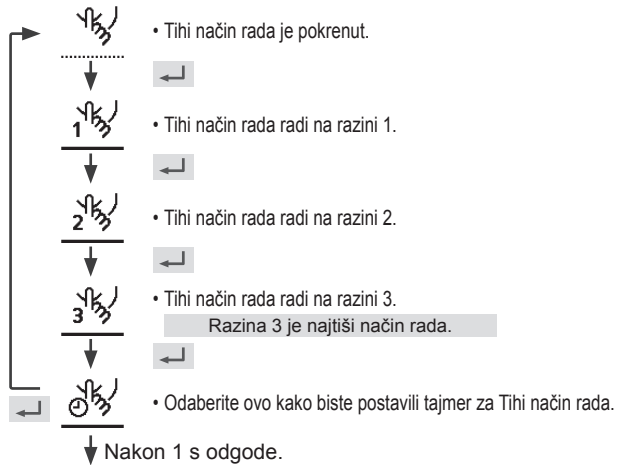 • Tihi način rada je pokrenut.
1
• Tihi način rada radi na razini 1.
2
• Tihi način rada radi na razini 2.
3
• Tihi način rada radi na razini 3.
Razina 3 je najtiši način rada.
• Odaberite ovo kako biste postavili tajmer za Tihi način rada.
Nakon 1 s odgode.